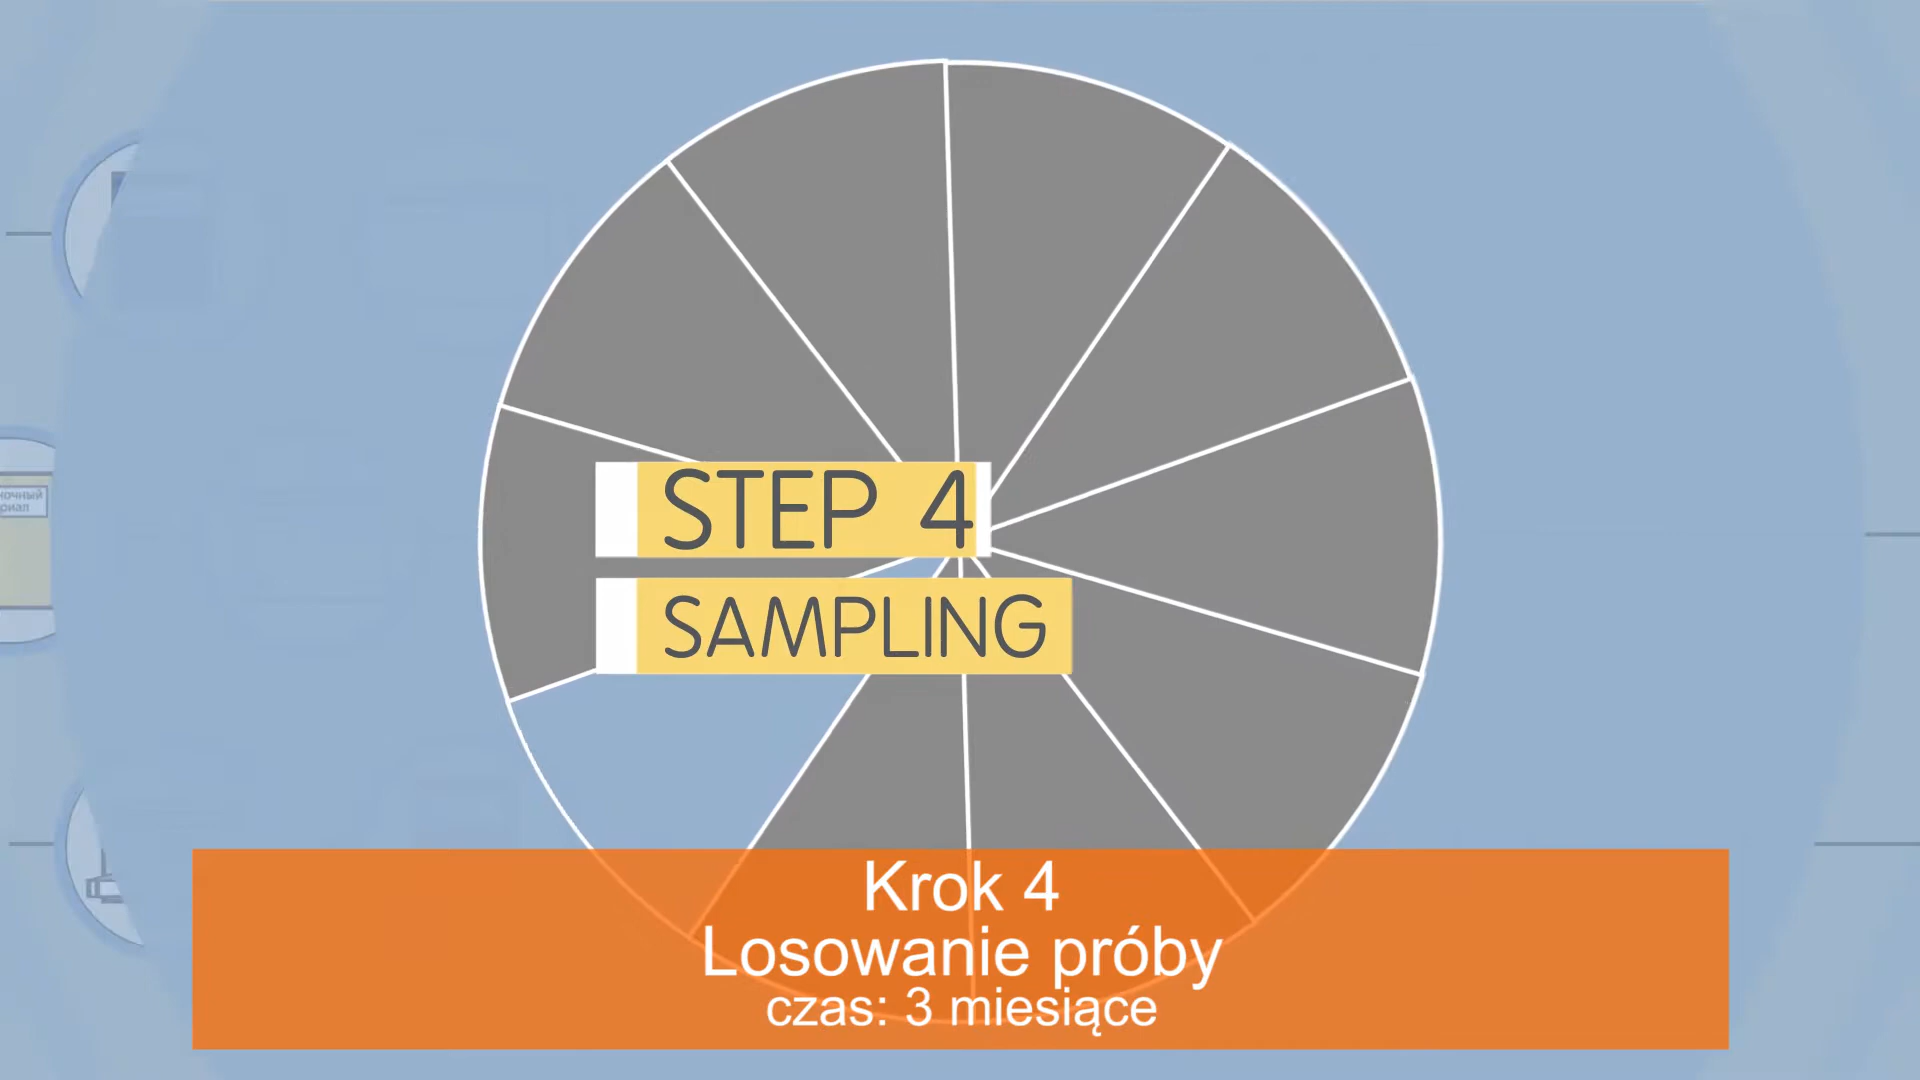 STEP 4
SAMPLING
Krok 4
Losowanie próby
czas: 3 miesiące